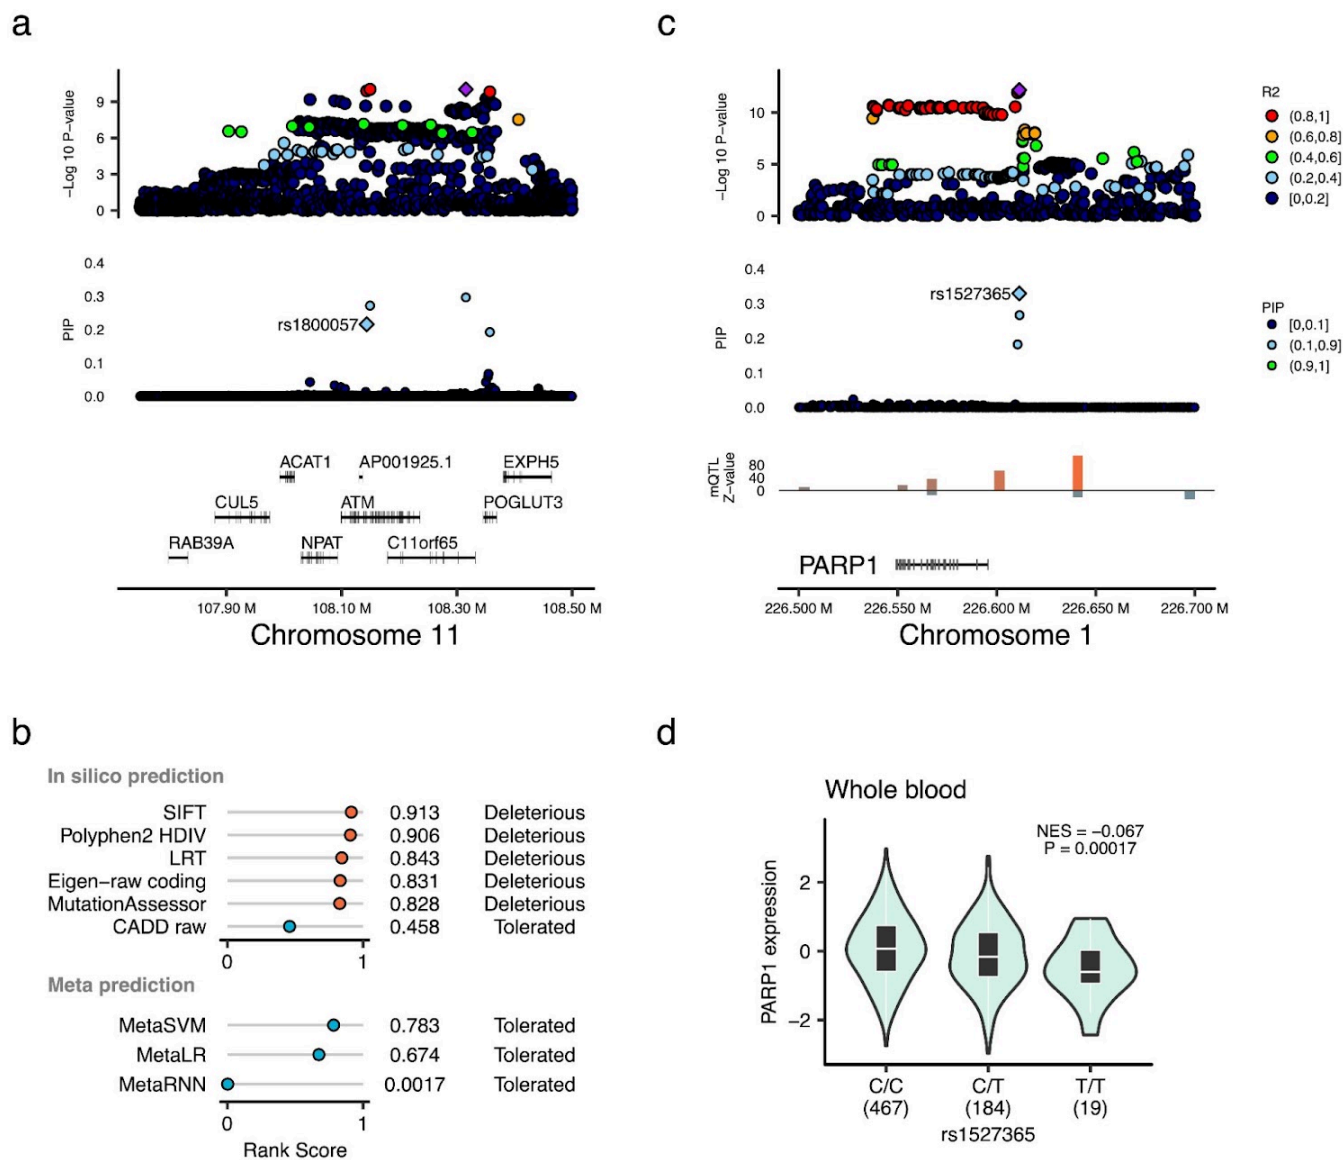 a
−Log 10 P−value
9
6
3
0
PIP
0.4
0.3
0.2
0.1
0.0
rs1800057
ACAT1 AP001925.1 EXPH5
CUL5 ATM POGLUT3
RAB39A NPAT C11orf65
107.90 M 108.10 M 108.30 M 108.50 M
Chromosome 11
c
−Log 10 P−value
10
5
0
R2
(0.8,1]
(0.6,0.8]
(0.4,0.6]
(0.2,0.4]
[0,0.2]
PIP
0.4
0.3
0.2
0.1
0.0
rs1527365
PIP
[0,0.1]
(0.1,0.9]
(0.9,1]
mQTL
Z−value
80
40
0
PARP1
226.500 M 226.550 M 226.600 M 226.650 M 226.700 M
Chromosome 1
b
In silico prediction
SIFT 0.913 Deleterious
Polyphen2 HDIV 0.906 Deleterious
LRT 0.843 Deleterious
Eigen−raw coding 0.831 Deleterious
MutationAssessor 0.828 Deleterious
CADD raw 0.458 Tolerated
0 1
Meta prediction
MetaSVM 0.783 Tolerated
MetaLR 0.674 Tolerated
MetaRNN 0.0017 Tolerated
0 1
Rank Score
d
Whole blood
NES = −0.067
P = 0.00017
PARP1 expression
2
0
−2
C/C C/T T/T
(467) (184) (19)
rs1527365